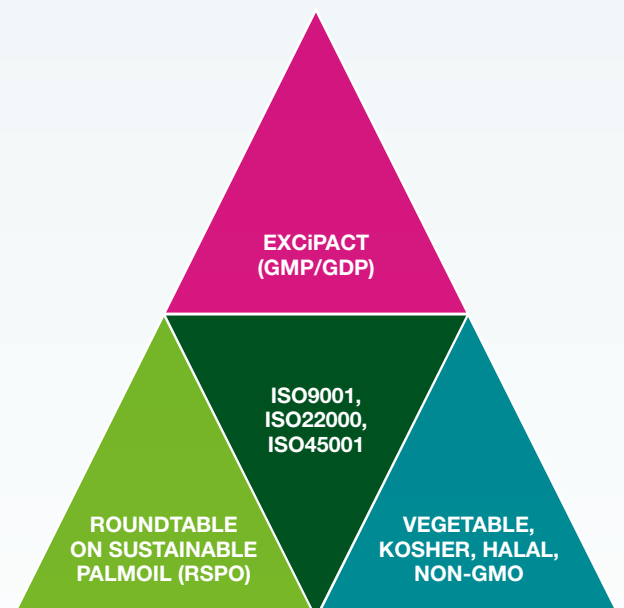 EXCiPACT
(GMP/GDP)
ISO9001,
ISO22000,
ISO45001
ROUNDTABLE
ON SUSTAINABLE
PALMOIL (RSPO)
VEGETABLE,
KOSHER, HALAL,
NON-GMO